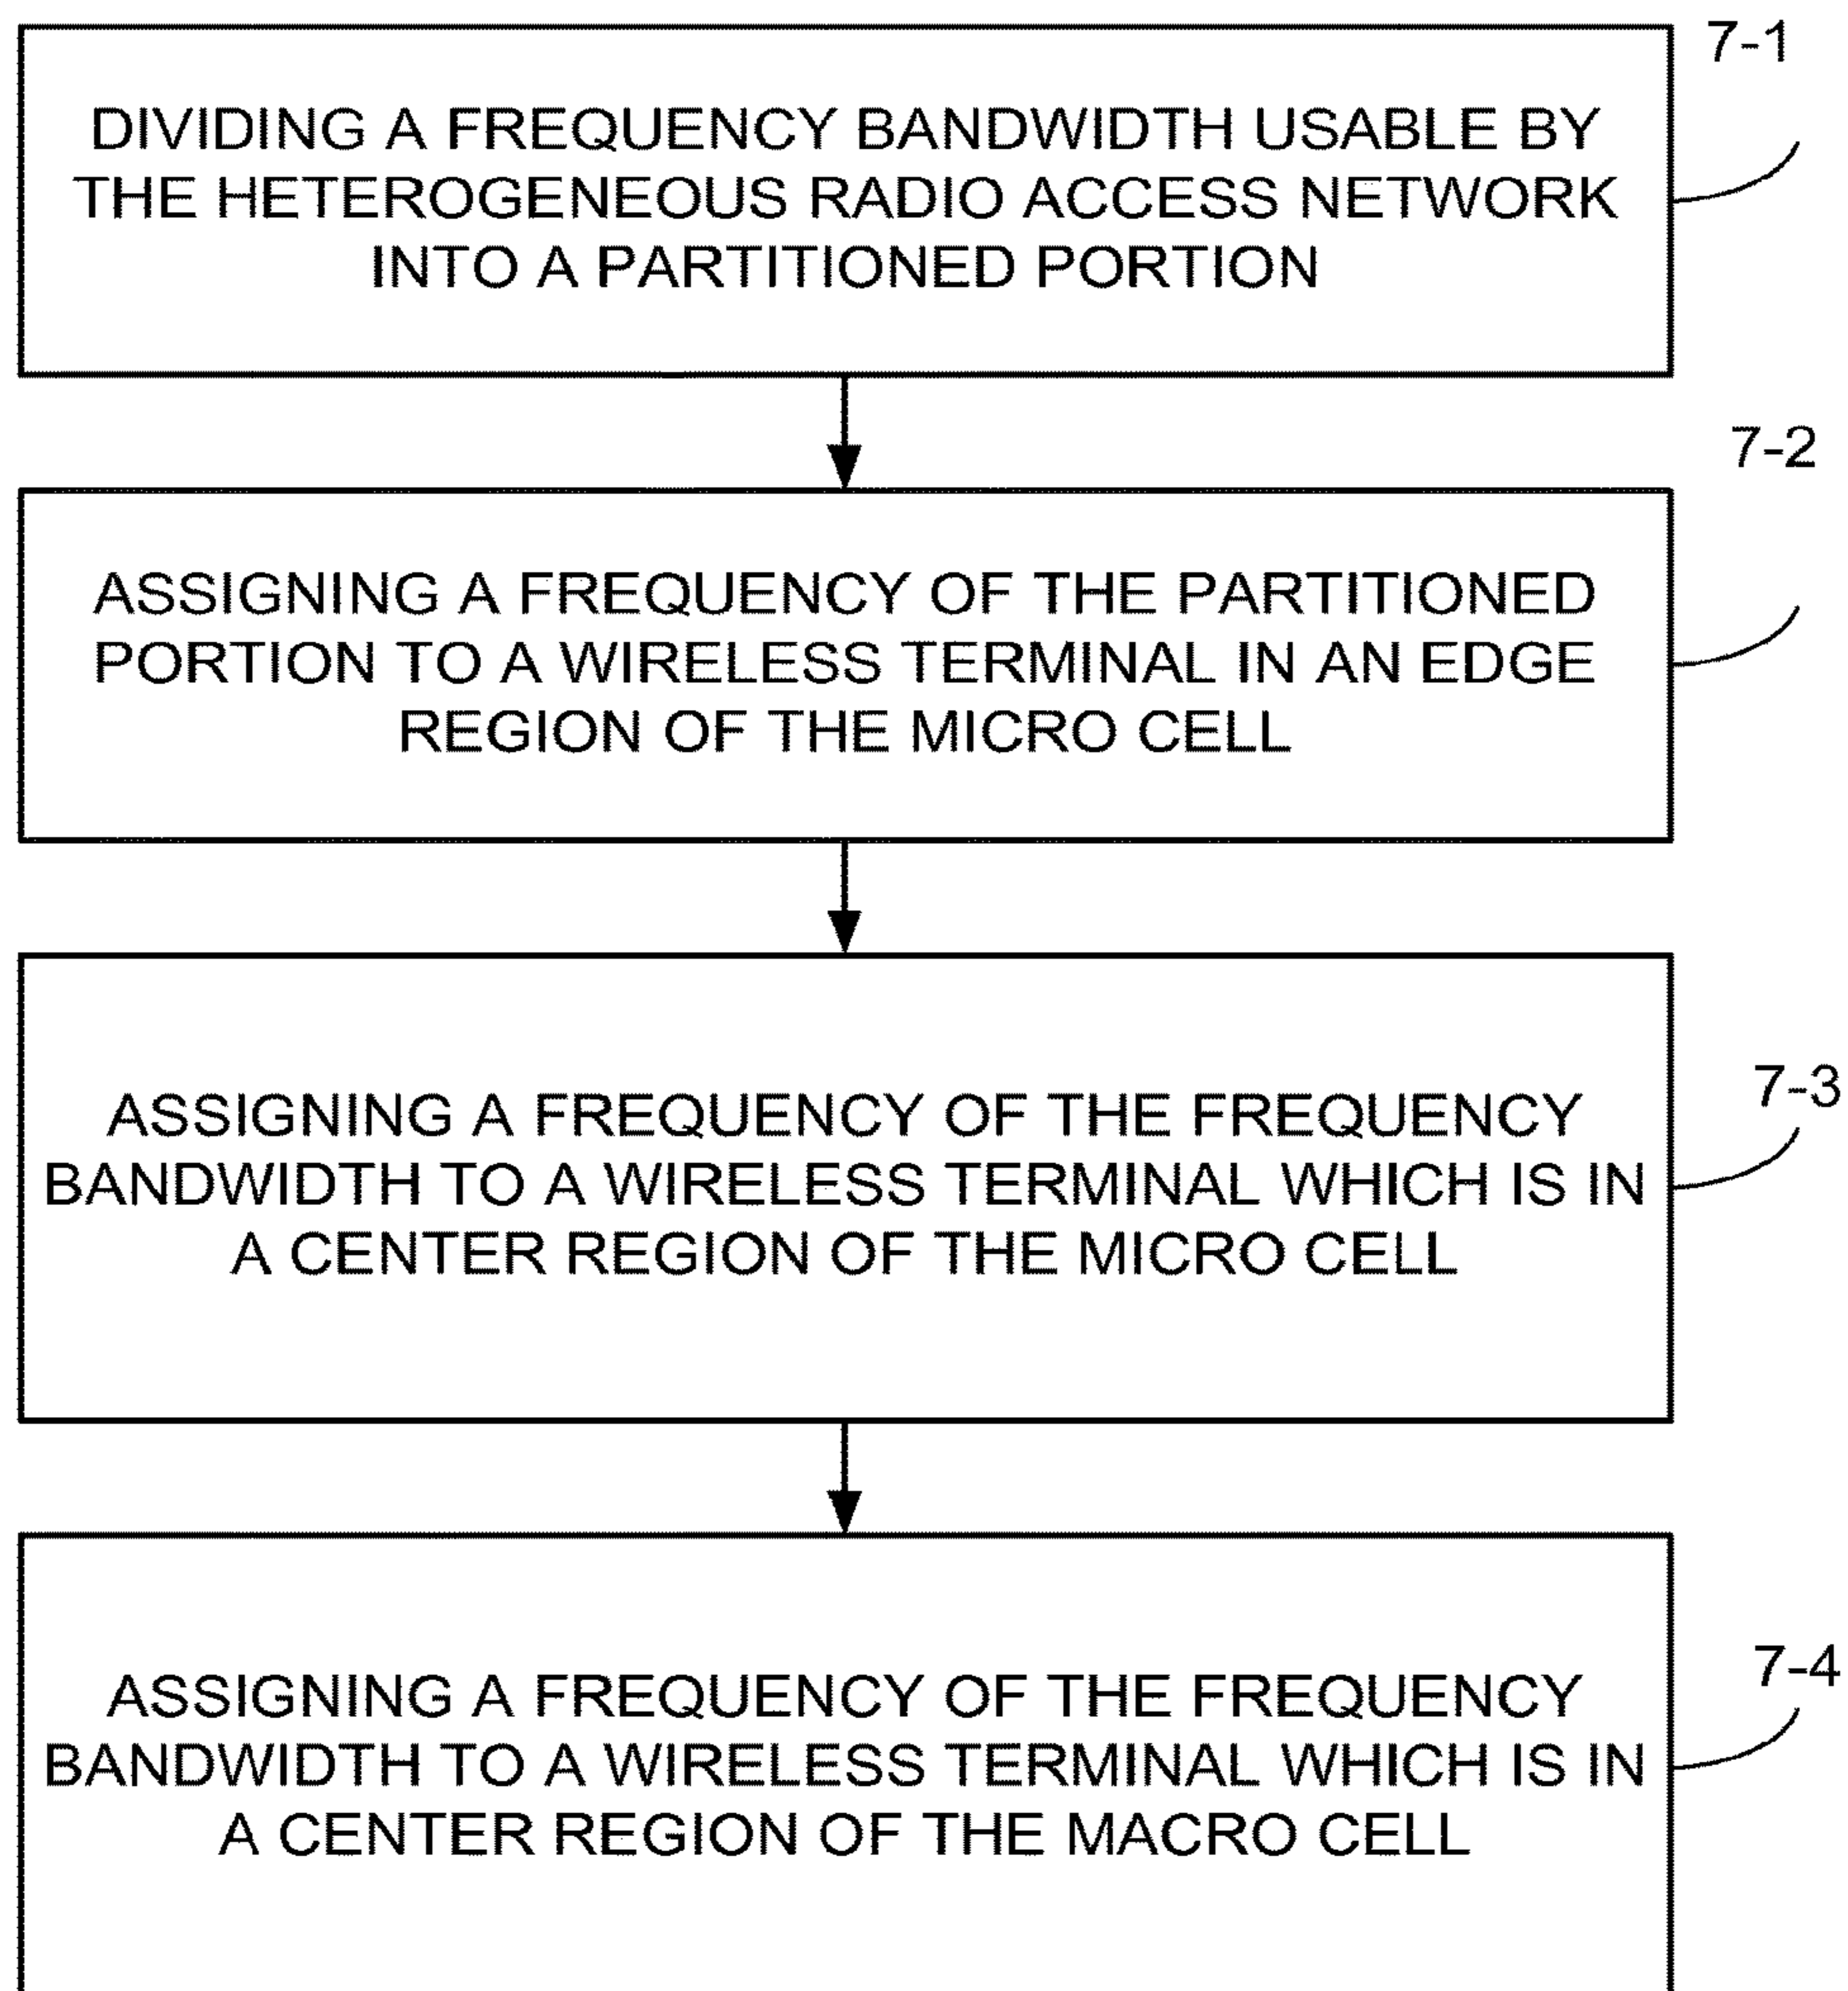 7-1
DIVIDING A FREQUENCY BANDWIDTH USABLE BY
THE HETEROGENEOUS RADIO ACCESS NETWORK
INTO A PARTITIONED PORTION
7-2
ASSIGNING A FREQUENCY OF THE PARTITIONED
PORTION TO A WIRELESS TERMINAL IN AN EDGE
REGION OF THE MICRO CELL
7-3
ASSIGNING A FREQUENCY OF THE FREQUENCY
BANDWIDTH TO A WIRELESS TERMINAL WHICH IS IN
A CENTER REGION OF THE MICRO CELL
7-4
ASSIGNING A FREQUENCY OF THE FREQUENCY
BANDWIDTH TO A WIRELESS TERMINAL WHICH IS IN
A CENTER REGION OF THE MACRO CELL